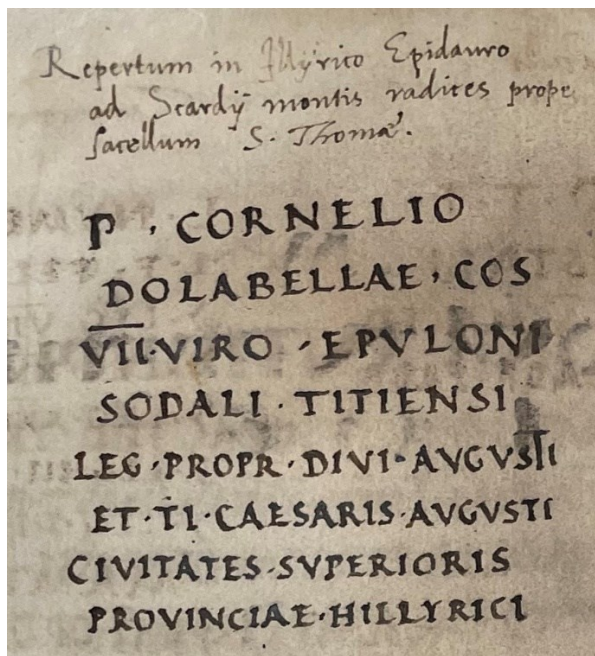 Repertum in Illyrico Epidauro
ad Scardij montis radices prope
sacellum S. Thomæ.
P · CORNELIO
DOLABELLAE · COS
VII·VIRO · EPVLONI
SODALI · TITIENSI
LEG · PROPR · DIVI · AVGVSTI
ET · TI · CAESARIS · AVGVSTI
CIVITATES · SVPERIORIS
PROVINCIAE · HILLYRICI